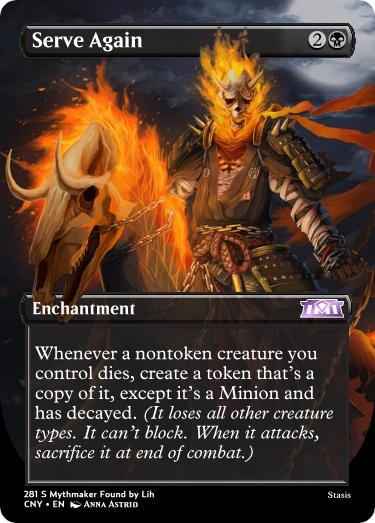 Serve Again 2
Enchantment
Whenever a nontoken creature you
control dies, create a token that's a
copy of it, except it's a Minion and
has decayed. (It loses all other creature
types. It can't block. When it attacks,
sacrifice it at end of combat.)
281 S Mythmaker Found by Lih
CNY • EN Anna Astrid
Stasis